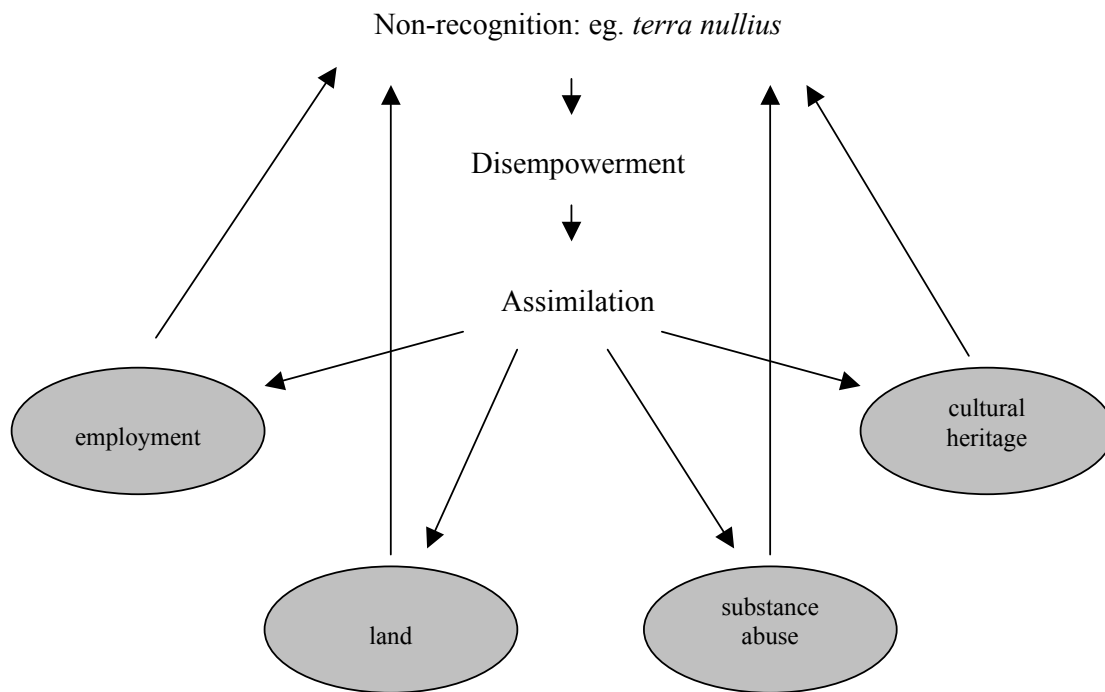 Non-recognition: eg. terra nullius
Disempowerment
Assimilation
employment
cultural
heritage
land
substance
abuse